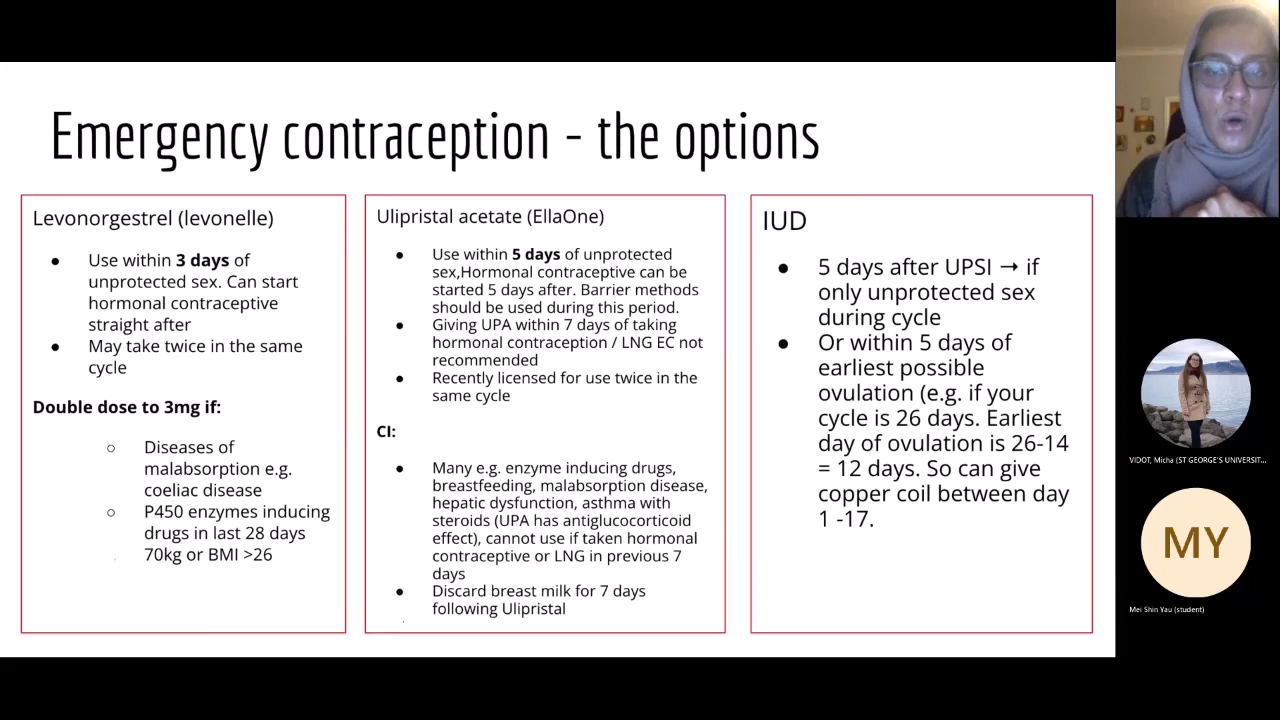 Emergency contraception - the options
Levonorgestrel (levonelle)
● Use within 3 days of
unprotected sex. Can start
hormonal contraceptive
straight after
● May take twice in the same
cycle
Double dose to 3mg if:
○ Diseases of
malabsorption e.g.
coeliac disease
○ P450 enzymes inducing
drugs in last 28 days
70kg or BMI >26
Ulipristal acetate (EllaOne)
● Use within 5 days of unprotected
sex,Hormonal contraceptive can be
started 5 days after. Barrier methods
should be used during this period.
● Giving UPA within 7 days of taking
hormonal contraception / LNG EC not
recommended
● Recently licensed for use twice in the
same cycle
CI:
● Many e.g. enzyme inducing drugs,
breastfeeding, malabsorption disease,
hepatic dysfunction, asthma with
steroids (UPA has antiglucocorticoid
effect), cannot use if taken hormonal
contraceptive or LNG in previous 7
days
● Discard breast milk for 7 days
following Ulipristal
IUD
● 5 days after UPSI → if
only unprotected sex
during cycle
● Or within 5 days of
earliest possible
ovulation (e.g. if your
cycle is 26 days. Earliest
day of ovulation is 26-14
= 12 days. So can give
copper coil between day
1 -17.
VIDOT, Micha (ST GEORGE'S UNIVERSIT...
MY
Mei Shin Yau (student)